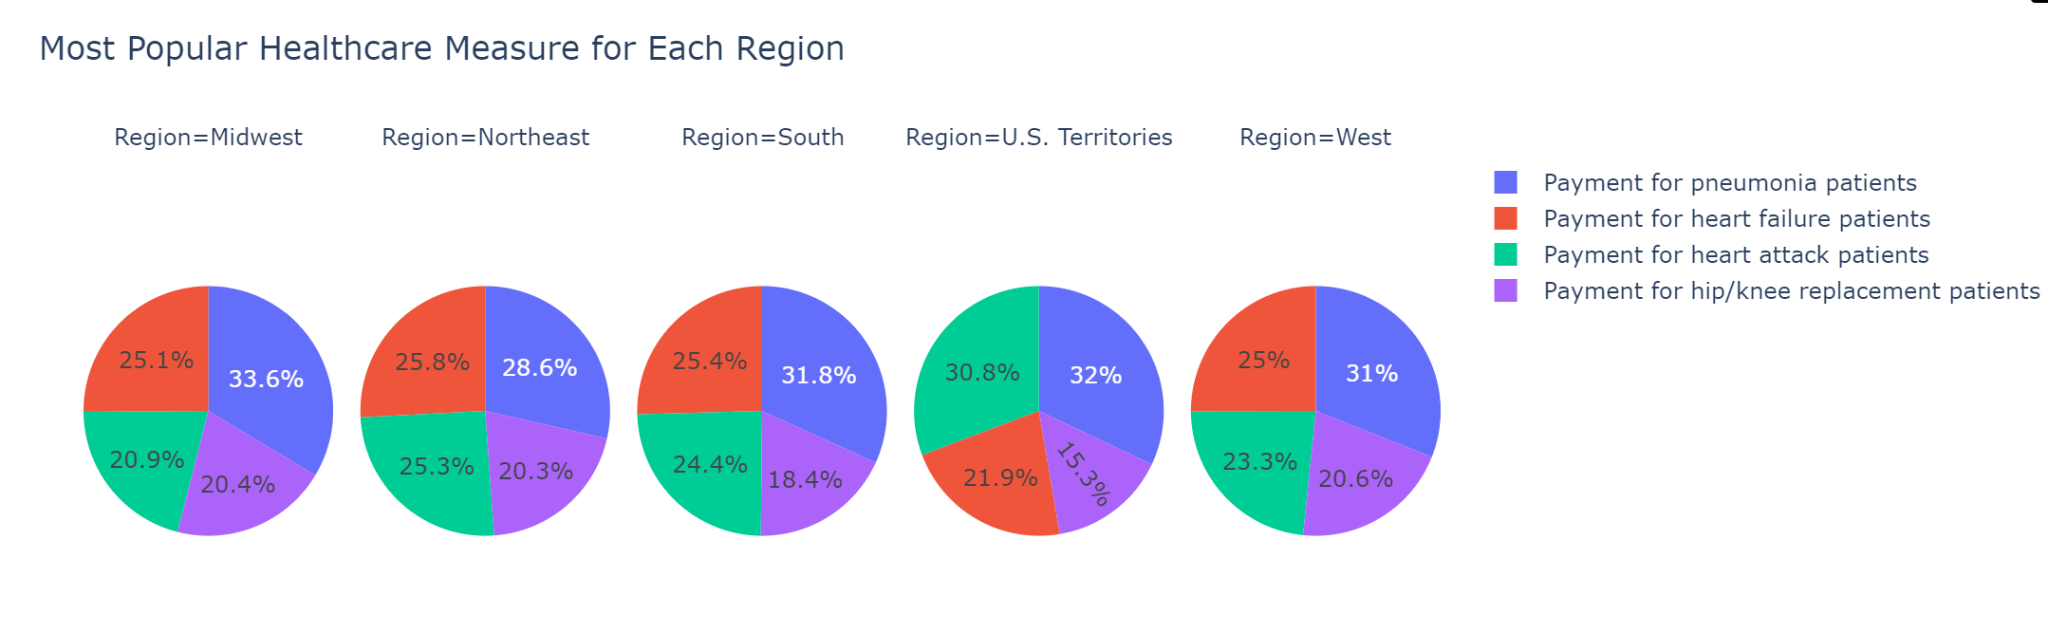 Most Popular Healthcare Measure for Each Region
Region=Midwest
Region=Northeast
Region=South
Region=U.S. Territories
Region=West
Payment for pneumonia patients
Payment for heart failure patients
Payment for heart attack patients
Payment for hip/knee replacement patients
25.1%
33.6%
20.9%
20.4%
25.8%
28.6%
25.3%
20.3%
25.4%
31.8%
24.4%
18.4%
30.8%
32%
21.9%
15.3%
25%
31%
23.3%
20.6%